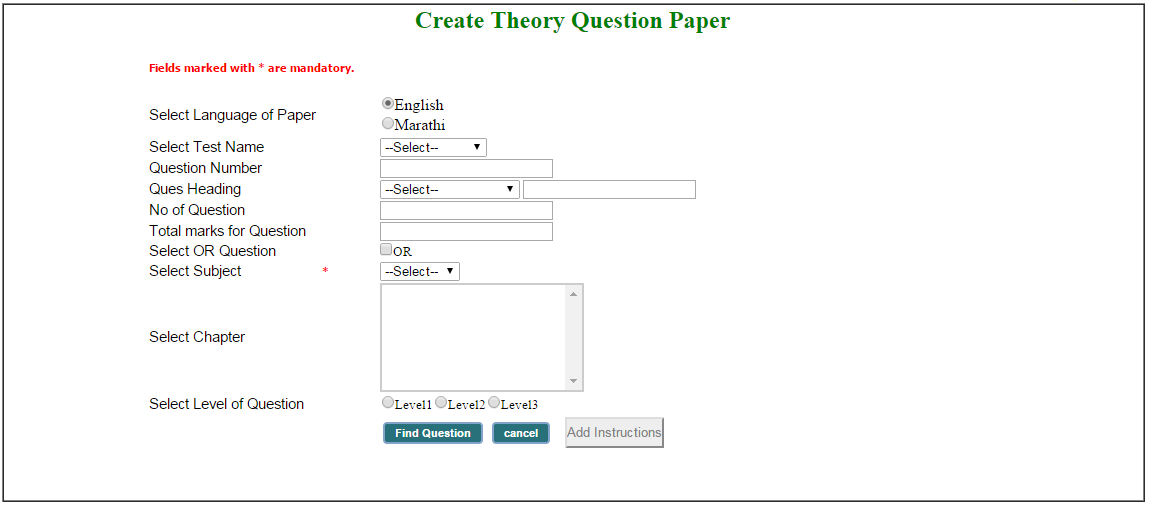 Create Theory Question Paper
Fields marked with * are mandatory.
Select Language of Paper
English
Marathi
Select Test Name --Select--
Question Number
Ques Heading --Select--
No of Question
Total marks for Question
Select OR Question OR
Select Subject * --Select--
Select Chapter
Select Level of Question Level1 Level2 Level3
Find Question cancel Add Instructions